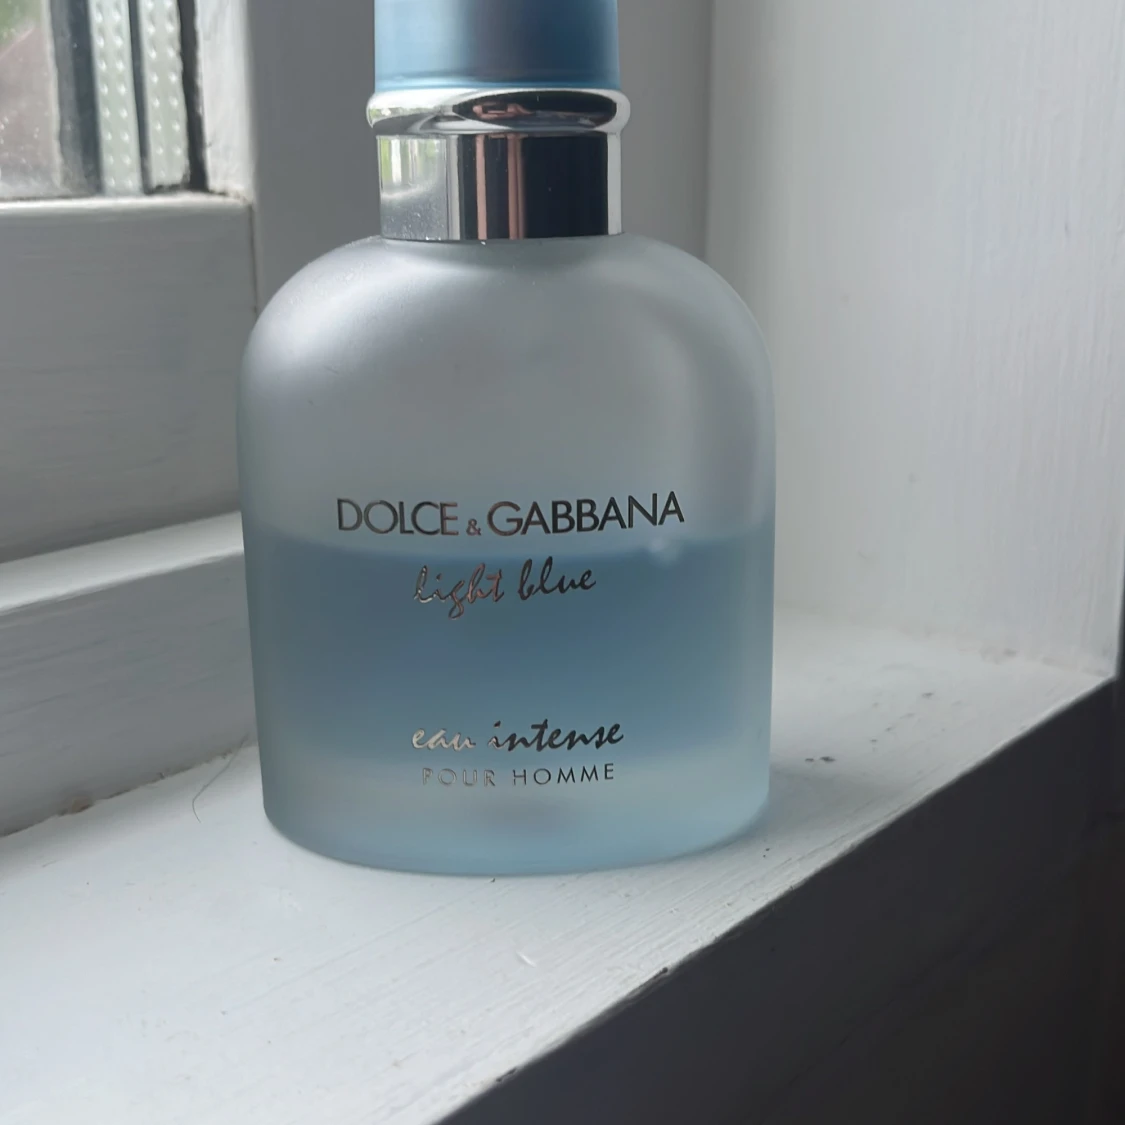 DOLCE & GABBANA
light blue
eau intense
POUR HOMME